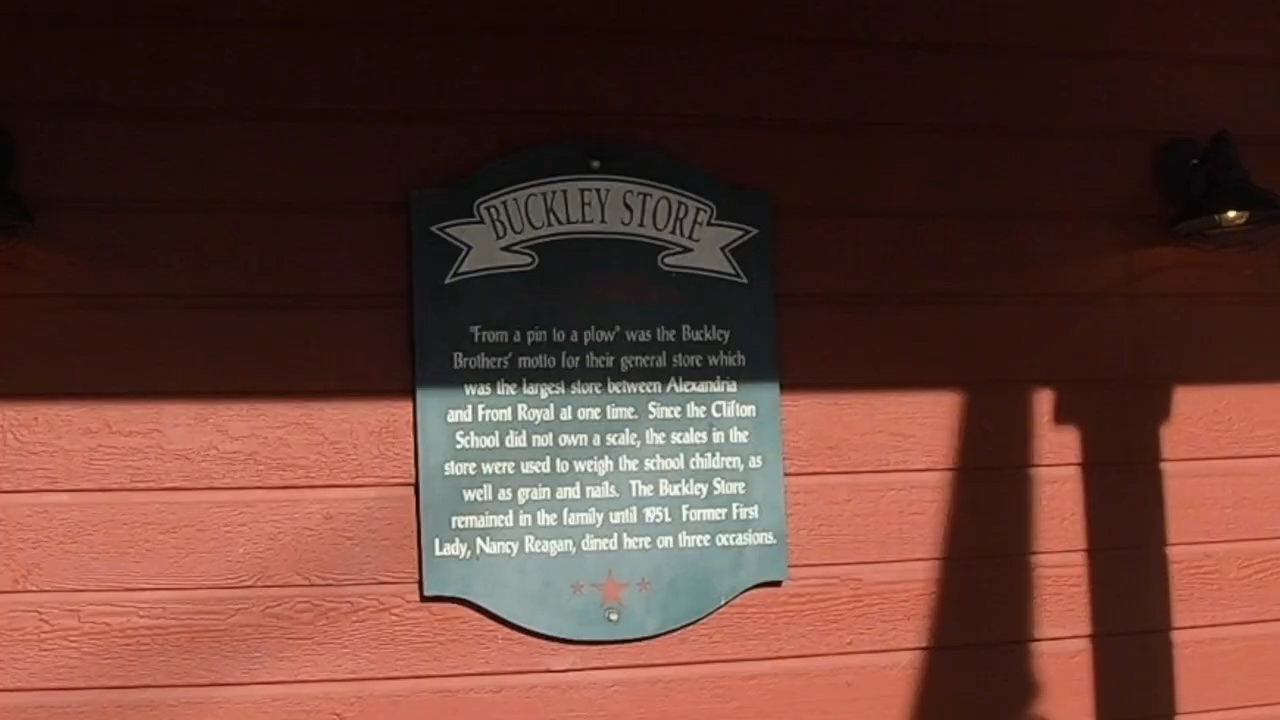 BUCKLEY STORE
"From a pin to a plow" was the Buckley
Brothers' motto for their general store which
was the largest store between Alexandria
and Front Royal at one time. Since the Clifton
School did not own a scale, the scales in the
store were used to weigh the school children, as
well as grain and nails. The Buckley Store
remained in the family until 1951. Former First
Lady, Nancy Reagan, dined here on three occasions.